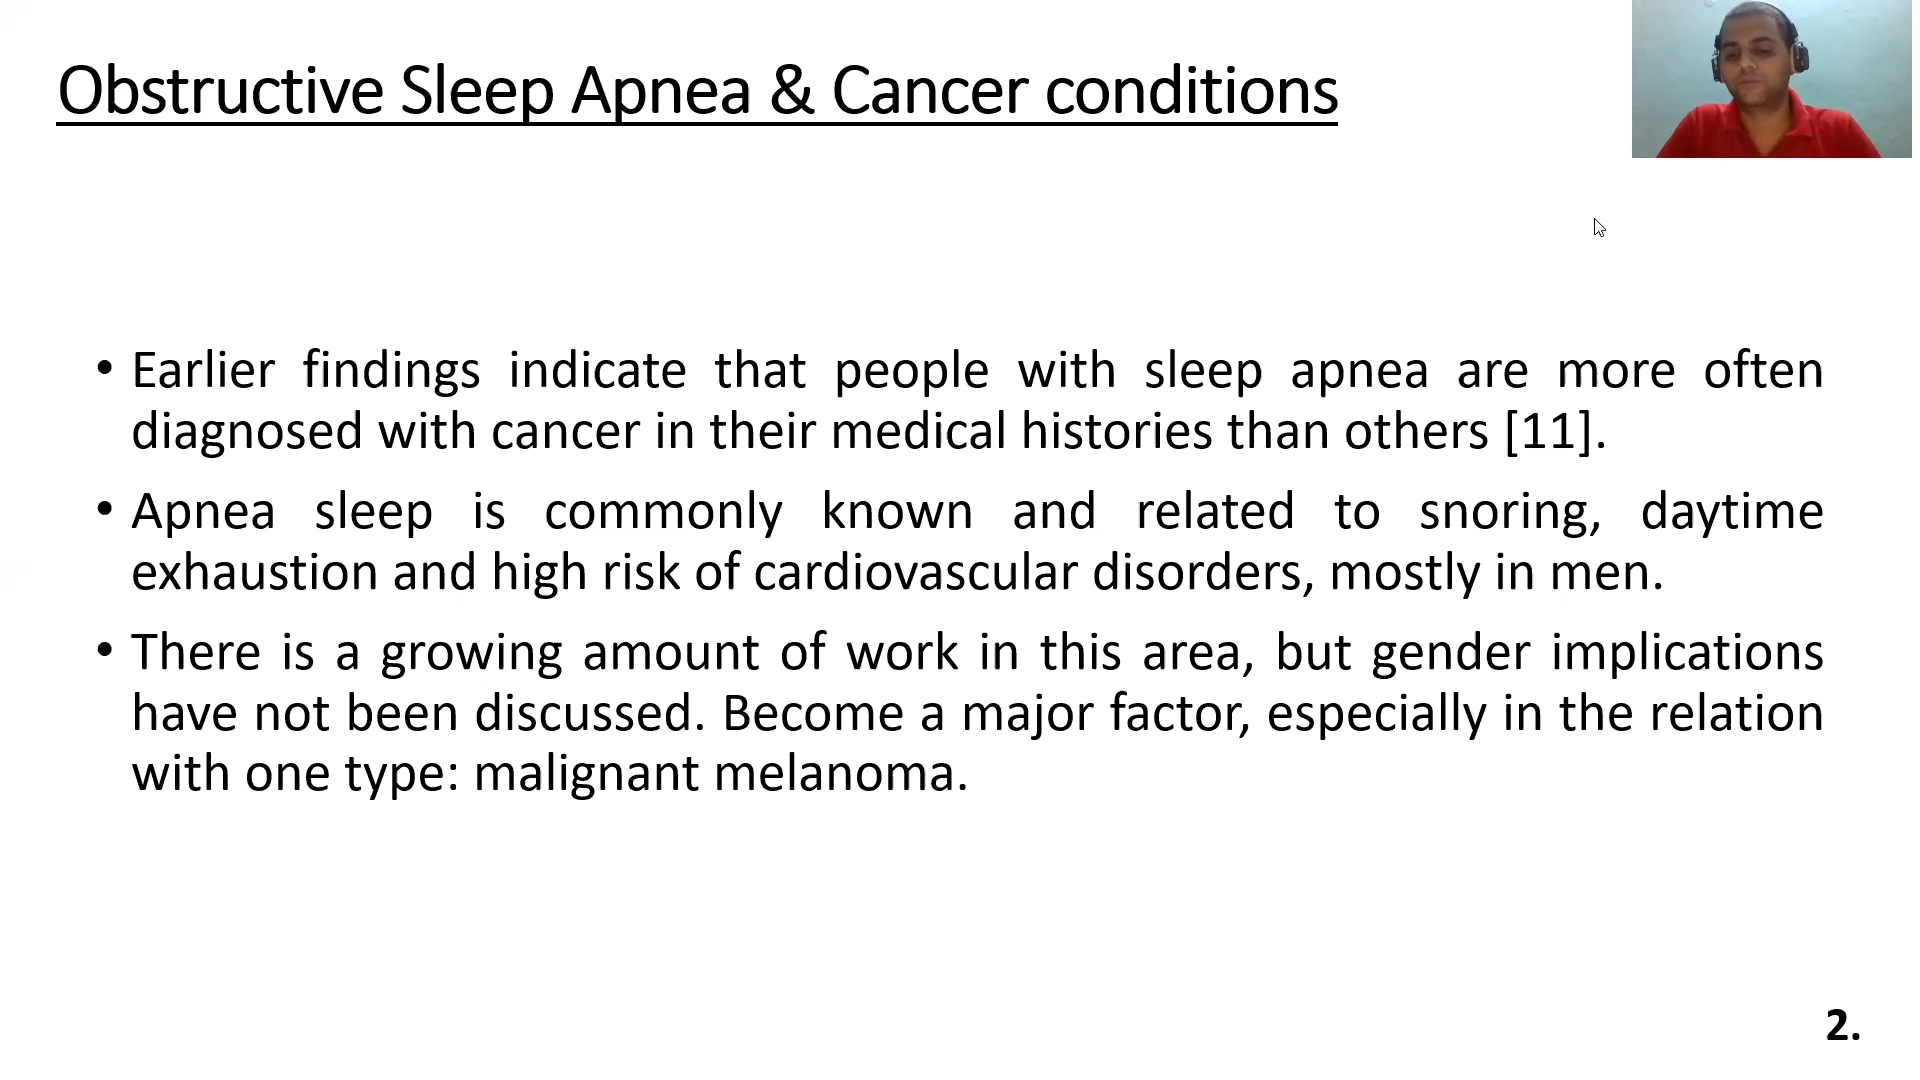 Obstructive Sleep Apnea & Cancer conditions
• Earlier findings indicate that people with sleep apnea are more often
diagnosed with cancer in their medical histories than others [11].
• Apnea sleep is commonly known and related to snoring, daytime
exhaustion and high risk of cardiovascular disorders, mostly in men.
• There is a growing amount of work in this area, but gender implications
have not been discussed. Become a major factor, especially in the relation
with one type: malignant melanoma.
2.